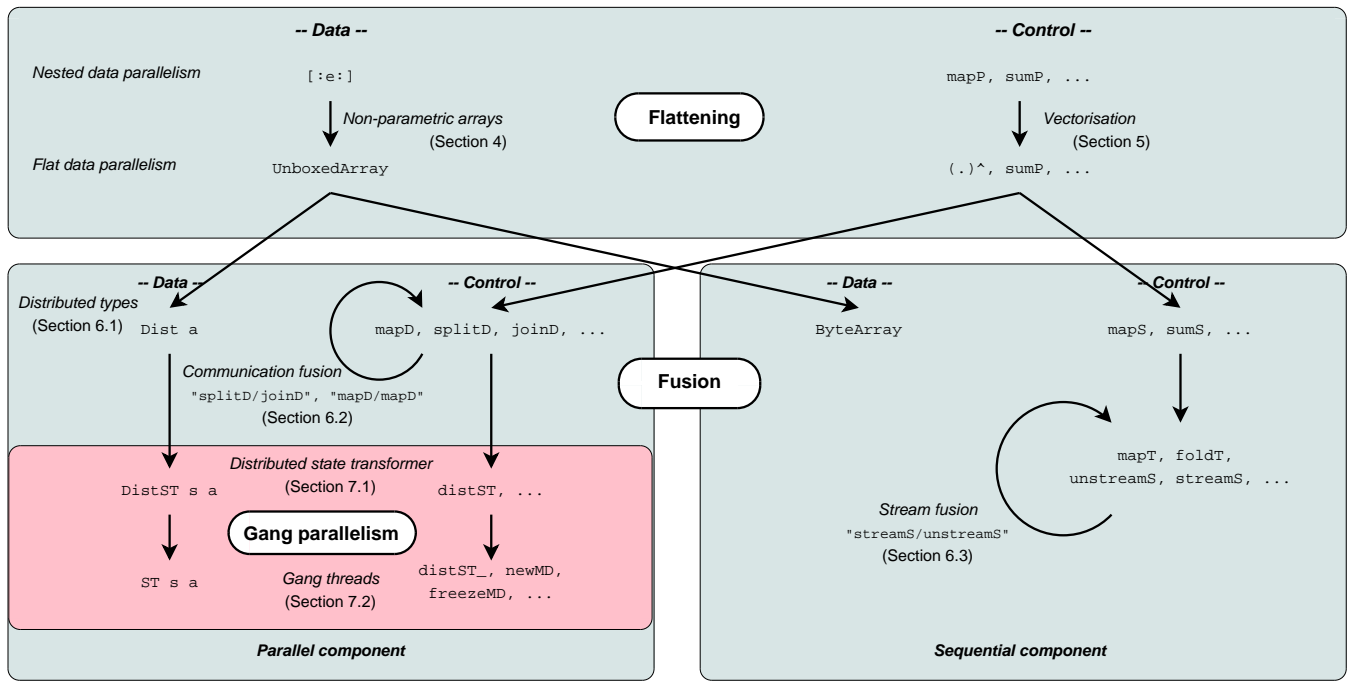 -- Data --
-- Control --
Nested data parallelism
[:e:]
mapP, sumP, ...
Flattening
Non-parametric arrays
(Section 4)
Vectorisation
(Section 5)
Flat data parallelism
UnboxedArray
(.)^, sumP, ...
-- Data --
-- Control --
Distributed types
(Section 6.1)
Dist a
mapD, splitD, joinD, ...
Communication fusion
"splitD/joinD", "mapD/mapD"
(Section 6.2)
Fusion
-- Data --
-- Control --
ByteArray
mapS, sumS, ...
mapT, foldT,
unstreamS, streamS, ...
Stream fusion
"streamS/unstreamS"
(Section 6.3)
Distributed state transformer
(Section 7.1)
DistST s a
distST, ...
Gang parallelism
Gang threads
(Section 7.2)
ST s a
distST_, newMD,
freezeMD, ...
Parallel component
Sequential component